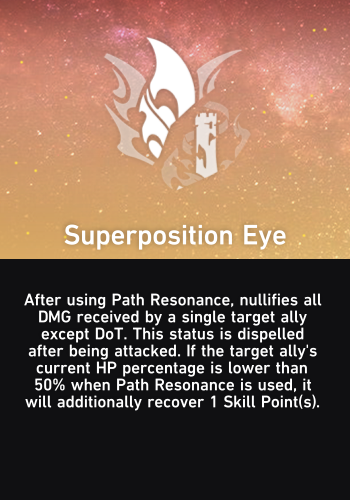 Superposition Eye
After using Path Resonance, nullifies all
DMG received by a single target ally
except DoT. This status is dispelled
after being attacked. If the target ally's
current HP percentage is lower than
50% when Path Resonance is used, it
will additionally recover 1 Skill Point(s).